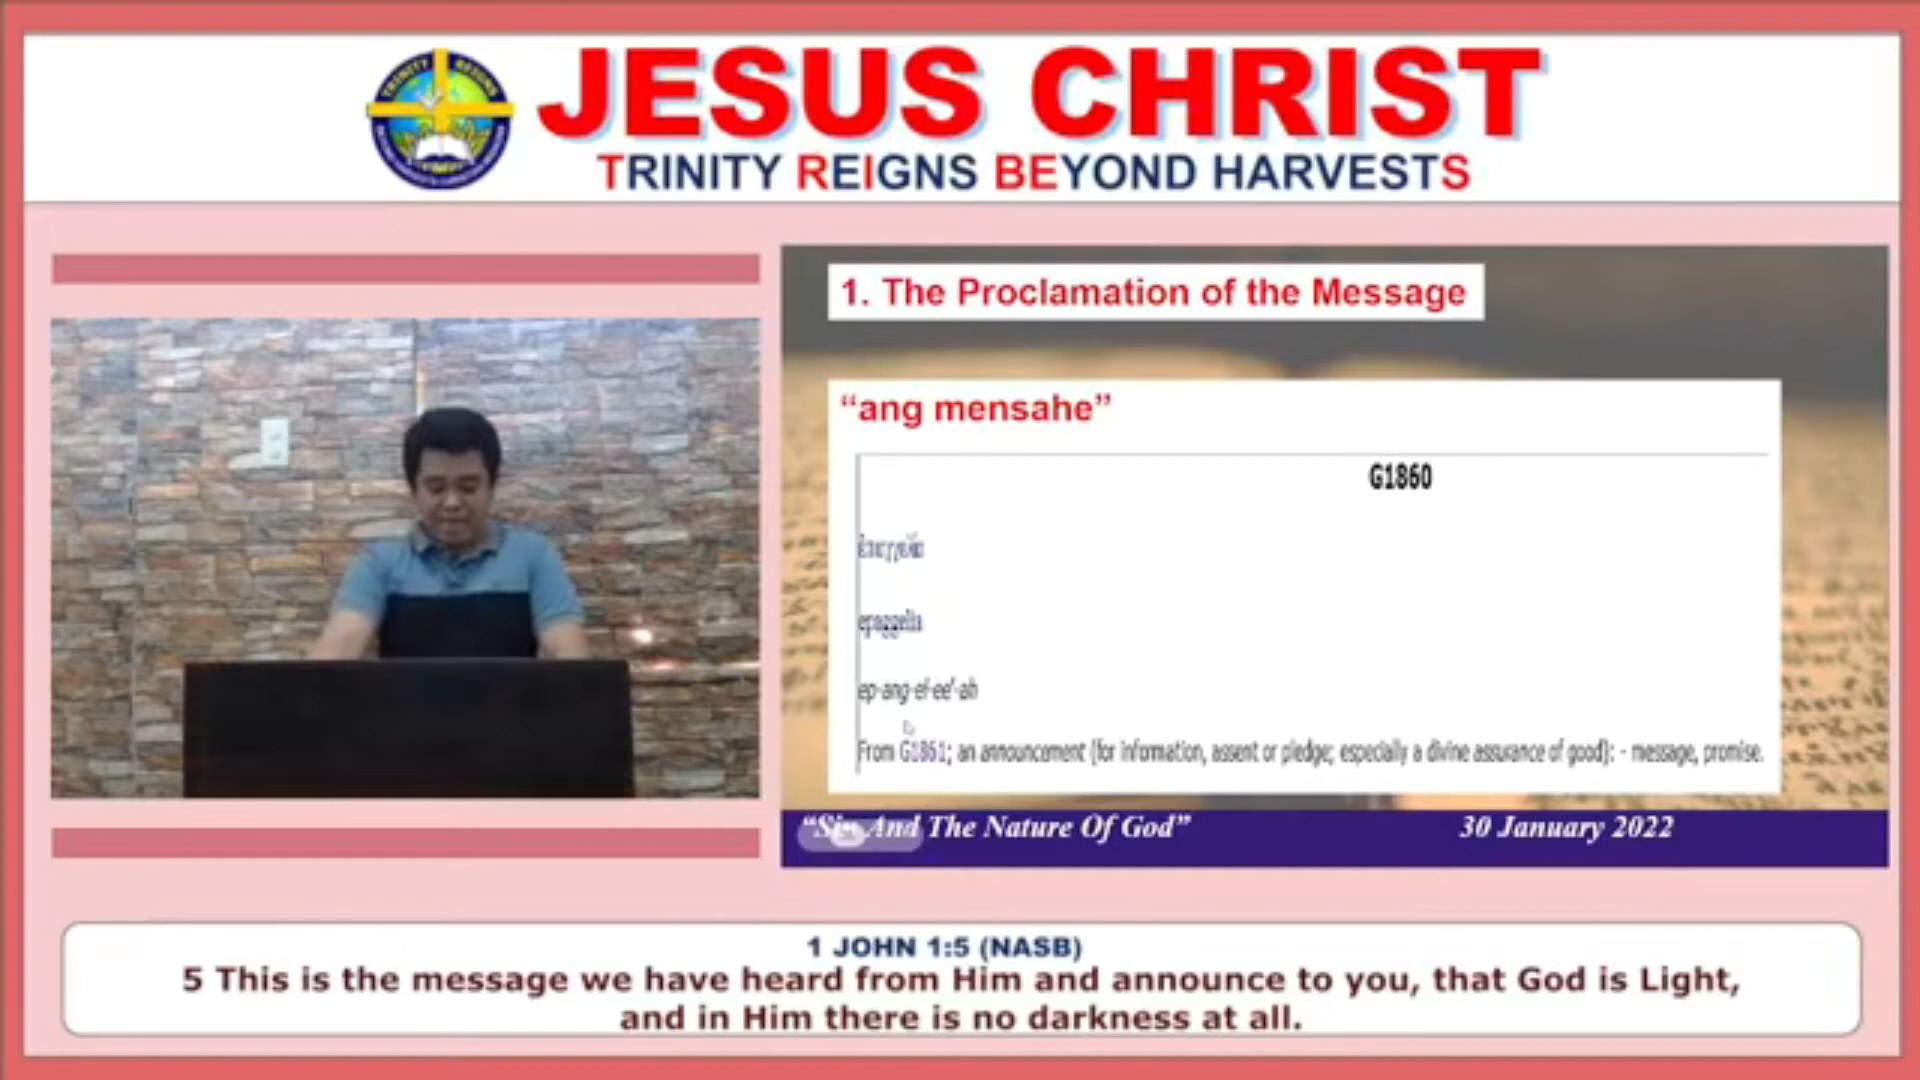 TRINITY REIGNS
JESUS CHRIST
TRINITY REIGNS BEYOND HARVESTS
1. The Proclamation of the Message
“ang mensahe”
G1860
ἐπαγγελία
epaggelia
ep-ang-el-ee'-ah
From G1861; an announcement (for information, assent or pledge; especially a divine assurance of good): - message, promise.
“Sin And The Nature Of God”
30 January 2022
1 JOHN 1:5 (NASB)
5 This is the message we have heard from Him and announce to you, that God is Light,
and in Him there is no darkness at all.